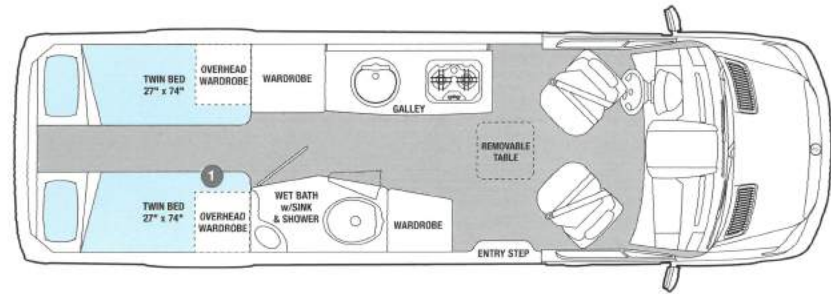 TWIN BED
27" x 74"
OVERHEAD
WARDROBE
WARDROBE
GALLEY
REMOVABLE
TABLE
1
TWIN BED
27" x 74"
OVERHEAD
WARDROBE
WET BATH
w/SINK
& SHOWER
WARDROBE
ENTRY STEP